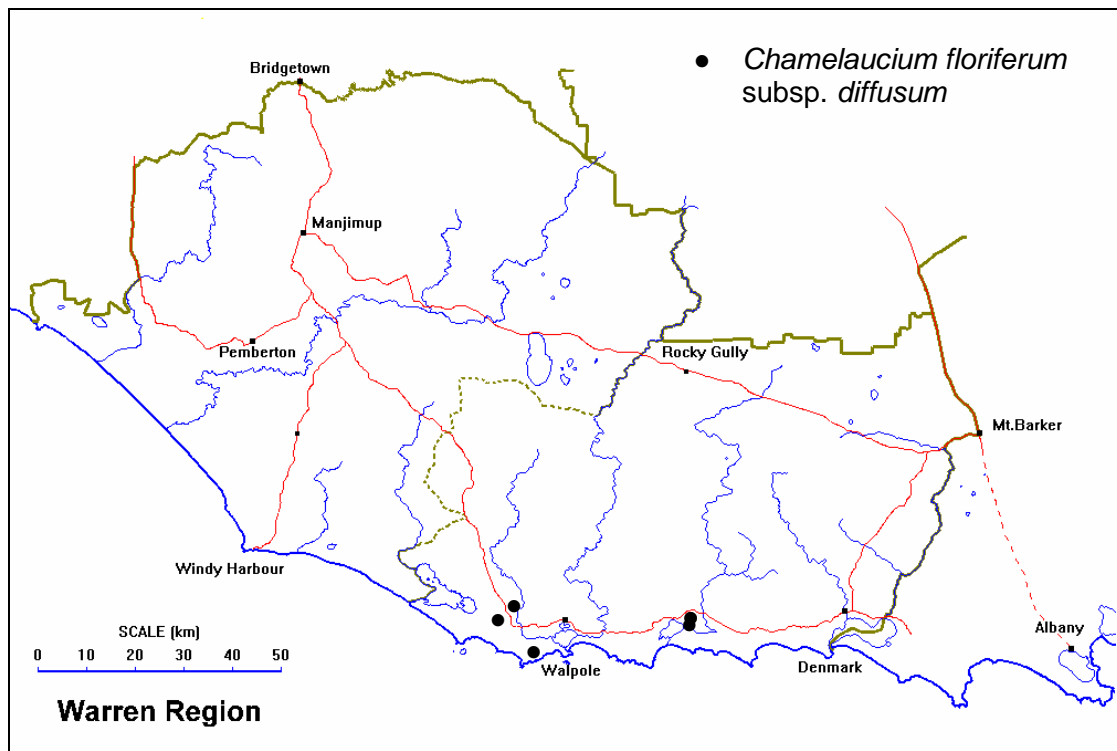 Chamelaucium floriferum
subsp. diffusum
Bridgetown
Manjimup
Pemberton
Rocky Gully
Mt.Barker
Windy Harbour
SCALE (km)
0 10 20 30 40 50
Walpole
Denmark
Albany
Warren Region